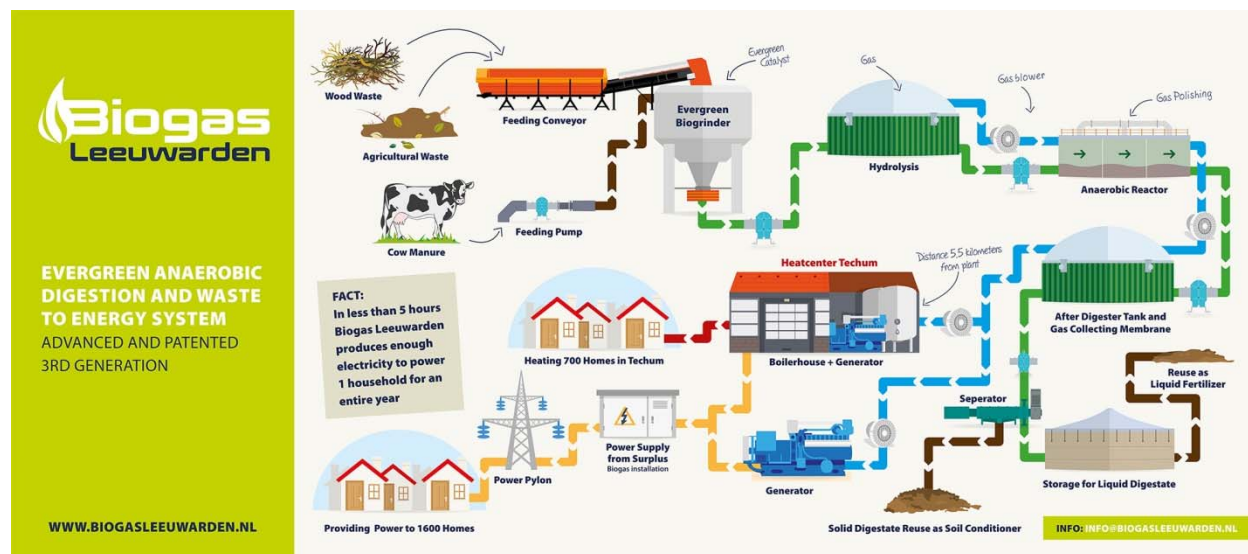 Biogas
Leeuwarden
EVERGREEN ANAEROBIC
DIGESTION AND WASTE
TO ENERGY SYSTEM
ADVANCED AND PATENTED
3RD GENERATION
WWW.BIOGASLEEUWARDEN.NL
Wood Waste
Agricultural Waste
Cow Manure
Feeding Conveyor
Feeding Pump
Evergreen
Catalyst
Evergreen
Biogrinder
Gas
Hydrolysis
Gas blower
Gas Polishing
Anaerobic Reactor
FACT:
In less than 5 hours
Biogas Leeuwarden
produces enough
electricity to power
1 household for an
entire year
Heating 700 Homes in Techum
Heatcenter Techum
Distance 5,5 kilometers
from plant
Boilerhouse + Generator
After Digester Tank and
Gas Collecting Membrane
Reuse as
Liquid Fertilizer
Seperator
Storage for Liquid Digestate
Power Pylon
Power Supply
from Surplus
Biogas installation
Generator
Providing Power to 1600 Homes
Solid Digestate Reuse as Soil Conditioner
INFO: INFO@BIOGASLEEUWARDEN.NL